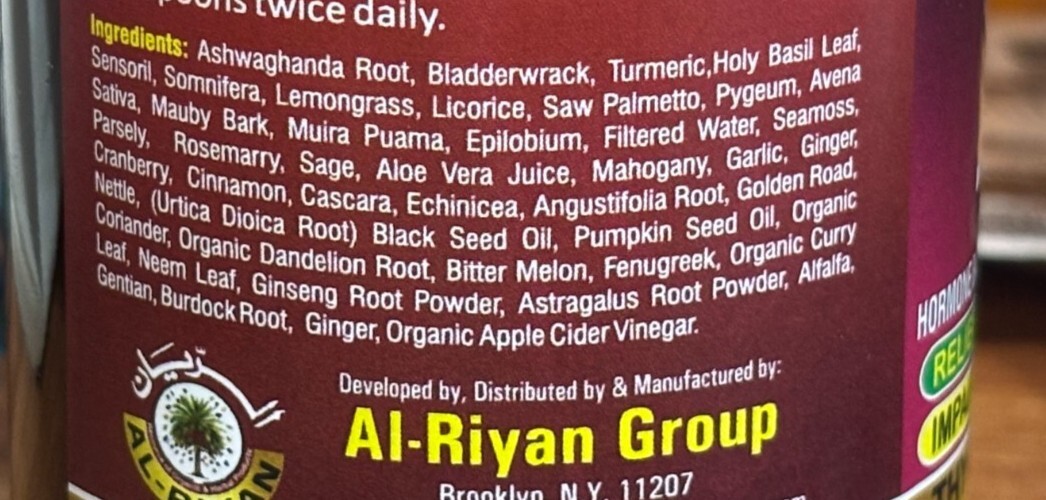 twice daily.
Ingredients: Ashwaghanda Root, Bladderwrack, Turmeric,Holy Basil Leaf,
Sensoril, Somnifera, Lemongrass, Licorice, Saw Palmetto, Pygeum, Avena
Sativa, Mauby Bark, Muira Puama, Epilobium, Filtered Water, Seamoss,
Parsely, Rosemarry, Sage, Aloe Vera Juice, Mahogany, Garlic, Ginger,
Cranberry, Cinnamon, Cascara, Echinicea, Angustifolia Root, Golden Road,
Nettle, (Urtica Dioica Root) Black Seed Oil, Pumpkin Seed Oil, Organic
Coriander, Organic Dandelion Root, Bitter Melon, Fenugreek, Organic Curry
Leaf, Neem Leaf, Ginseng Root Powder, Astragalus Root Powder, Alfalfa,
Gentian, Burdock Root, Ginger, Organic Apple Cider Vinegar.
الريان
AL-RIYAN
Developed by, Distributed by & Manufactured by:
Al-Riyan Group
Brooklyn, N.Y. 11207